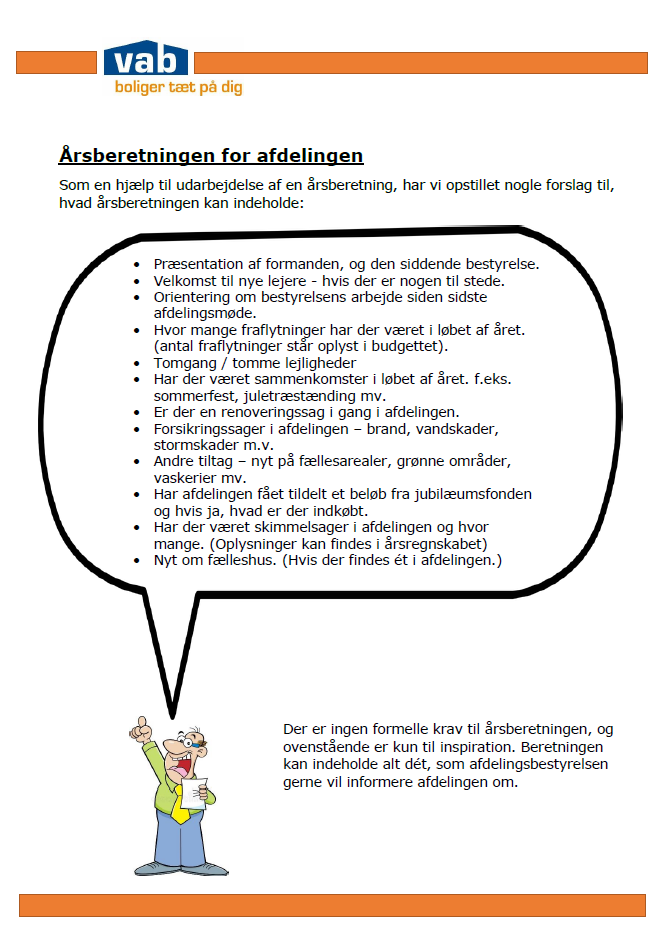 vab
boliger tæt på dig
Årsberetningen for afdelingen
Som en hjælp til udarbejdelse af en årsberetning, har vi opstillet nogle forslag til,
hvad årsberetningen kan indeholde:
• Præsentation af formanden, og den siddende bestyrelse.
• Velkomst til nye lejere - hvis der er nogen til stede.
• Orientering om bestyrelsens arbejde siden sidste
afdelingsmøde.
• Hvor mange fraflytninger har der været i løbet af året.
(antal fraflytninger står oplyst i budgettet).
• Tomgang / tomme lejligheder
• Har der været sammenkomster i løbet af året. f.eks.
sommerfest, juletræstænding mv.
• Er der en renoveringssag i gang i afdelingen.
• Forsikringssager i afdelingen – brand, vandskader,
stormskader m.v.
• Andre tiltag – nyt på fællesarealer, grønne områder,
vaskerier mv.
• Har afdelingen fået tildelt et beløb fra jubilæumsfonden
og hvis ja, hvad er der indkøbt.
• Har der været skimmelsager i afdelingen og hvor
mange. (Oplysninger kan findes i årsregnskabet)
• Nyt om fælleshus. (Hvis der findes ét i afdelingen.)
Der er ingen formelle krav til årsberetningen, og
ovenstående er kun til inspiration. Beretningen
kan indeholde alt dét, som afdelingsbestyrelsen
gerne vil informere afdelingen om.